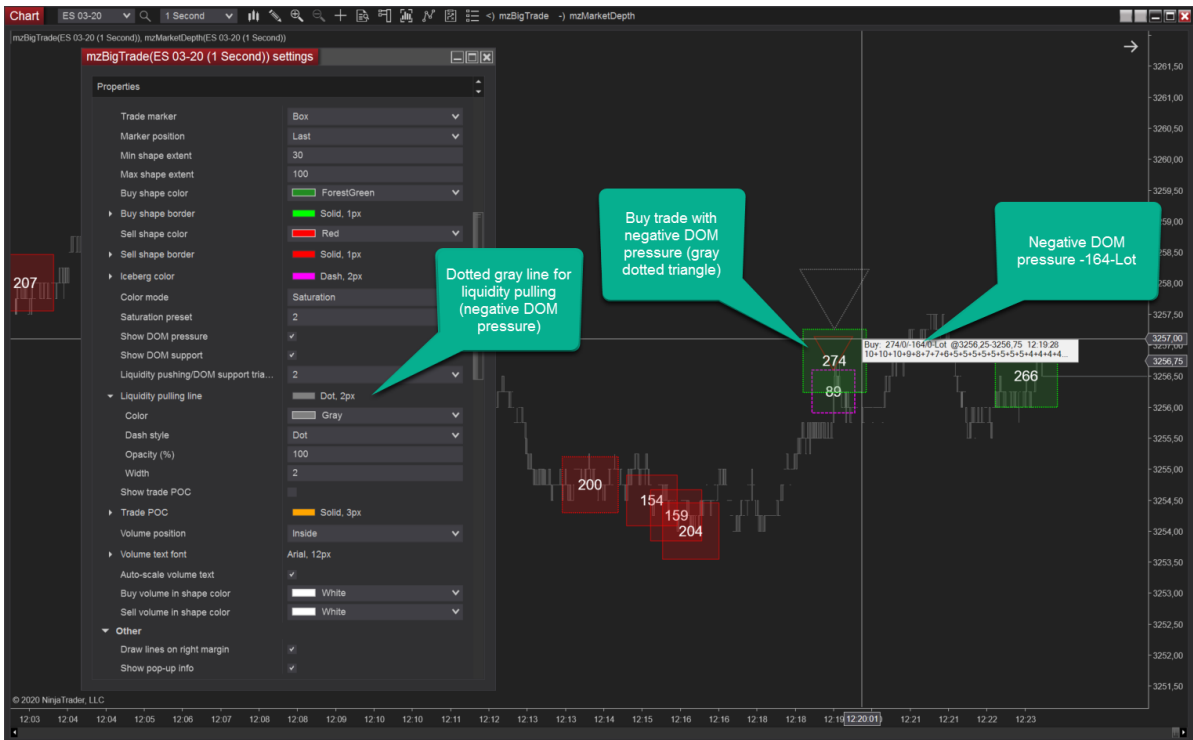 Chart ES 03-20 1 Second <) mzBigTrade -) mzMarketDepth
mzBigTrade(ES 03-20 (1 Second)), mzMarketDepth(ES 03-20 (1 Second))
mzBigTrade(ES 03-20 (1 Second)) settings
Properties
Trade marker Box
Marker position Last
Min shape extent 30
Max shape extent 100
Buy shape color ForestGreen
Buy shape border Solid, 1px
Sell shape color Red
Sell shape border Solid, 1px
Iceberg color Dash, 2px
Color mode Saturation
Saturation preset 2
Show DOM pressure
Show DOM support
Liquidity pushing/DOM support tria... 2
Liquidity pulling line Dot, 2px
Color Gray
Dash style Dot
Opacity (%) 100
Width 2
Show trade POC
Trade POC Solid, 3px
Volume position Inside
Volume text font Arial, 12px
Auto-scale volume text
Buy volume in shape color White
Sell volume in shape color White
Other
Draw lines on right margin
Show pop-up info
Dotted gray line for
liquidity pulling
(negative DOM
pressure)
Buy trade with
negative DOM
pressure (gray
dotted triangle)
Negative DOM
pressure -164-Lot
Buy: 274/0/-164/0-Lot @3256,25-3256,75 12:19:28
10+10+10+9+8+7+7+6+5+5+5+5+5+5+5+5+4+4+4+4...
207
200
154
159
204
274
89
266
3261,50
3261,00
3260,50
3260,00
3259,50
3259,00
3258,50
3258,00
3257,50
3257,00
3256,75
3256,50
3256,00
3255,50
3255,00
3254,50
3254,00
3253,50
3253,00
3252,50
3252,00
3251,50
© 2020 NinjaTrader, LLC
12:03 12:04 12:04 12:05 12:06 12:07 12:08 12:08 12:09 12:10 12:10 12:11 12:12 12:13 12:13 12:14 12:15 12:16 12:16 12:18 12:18 12:19 12:20:01 12:21 12:21 12:22 12:23